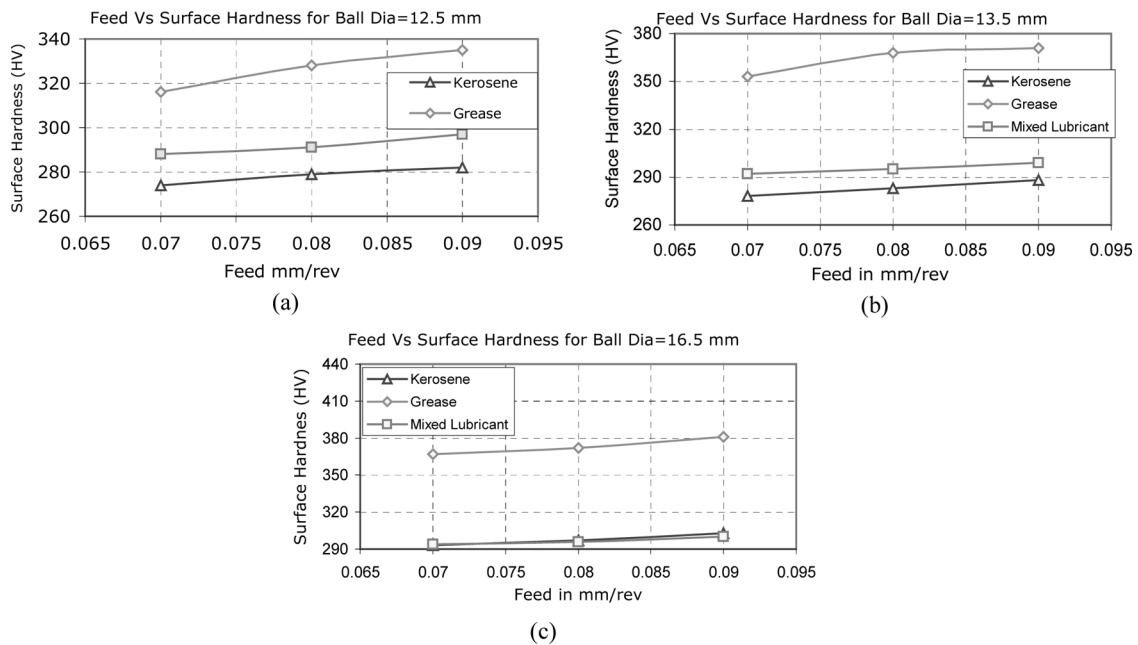 Feed Vs Surface Hardness for Ball Dia=12.5 mm
Surface Hardness (HV)
340
320
300
280
260
0.065 0.07 0.075 0.08 0.085 0.09 0.095
Feed mm/rev
Kerosene
Grease
(a)
Feed Vs Surface Hardness for Ball Dia=13.5 mm
Surface Hardness (HV)
380
350
320
290
260
0.065 0.07 0.075 0.08 0.085 0.09 0.095
Feed in mm/rev
Kerosene
Grease
Mixed Lubricant
(b)
Feed Vs Surface Hardness for Ball Dia=16.5 mm
Surface Hardnes (HV)
440
410
380
350
320
290
0.065 0.07 0.075 0.08 0.085 0.09 0.095
Feed in mm/rev
Kerosene
Grease
Mixed Lubricant
(c)